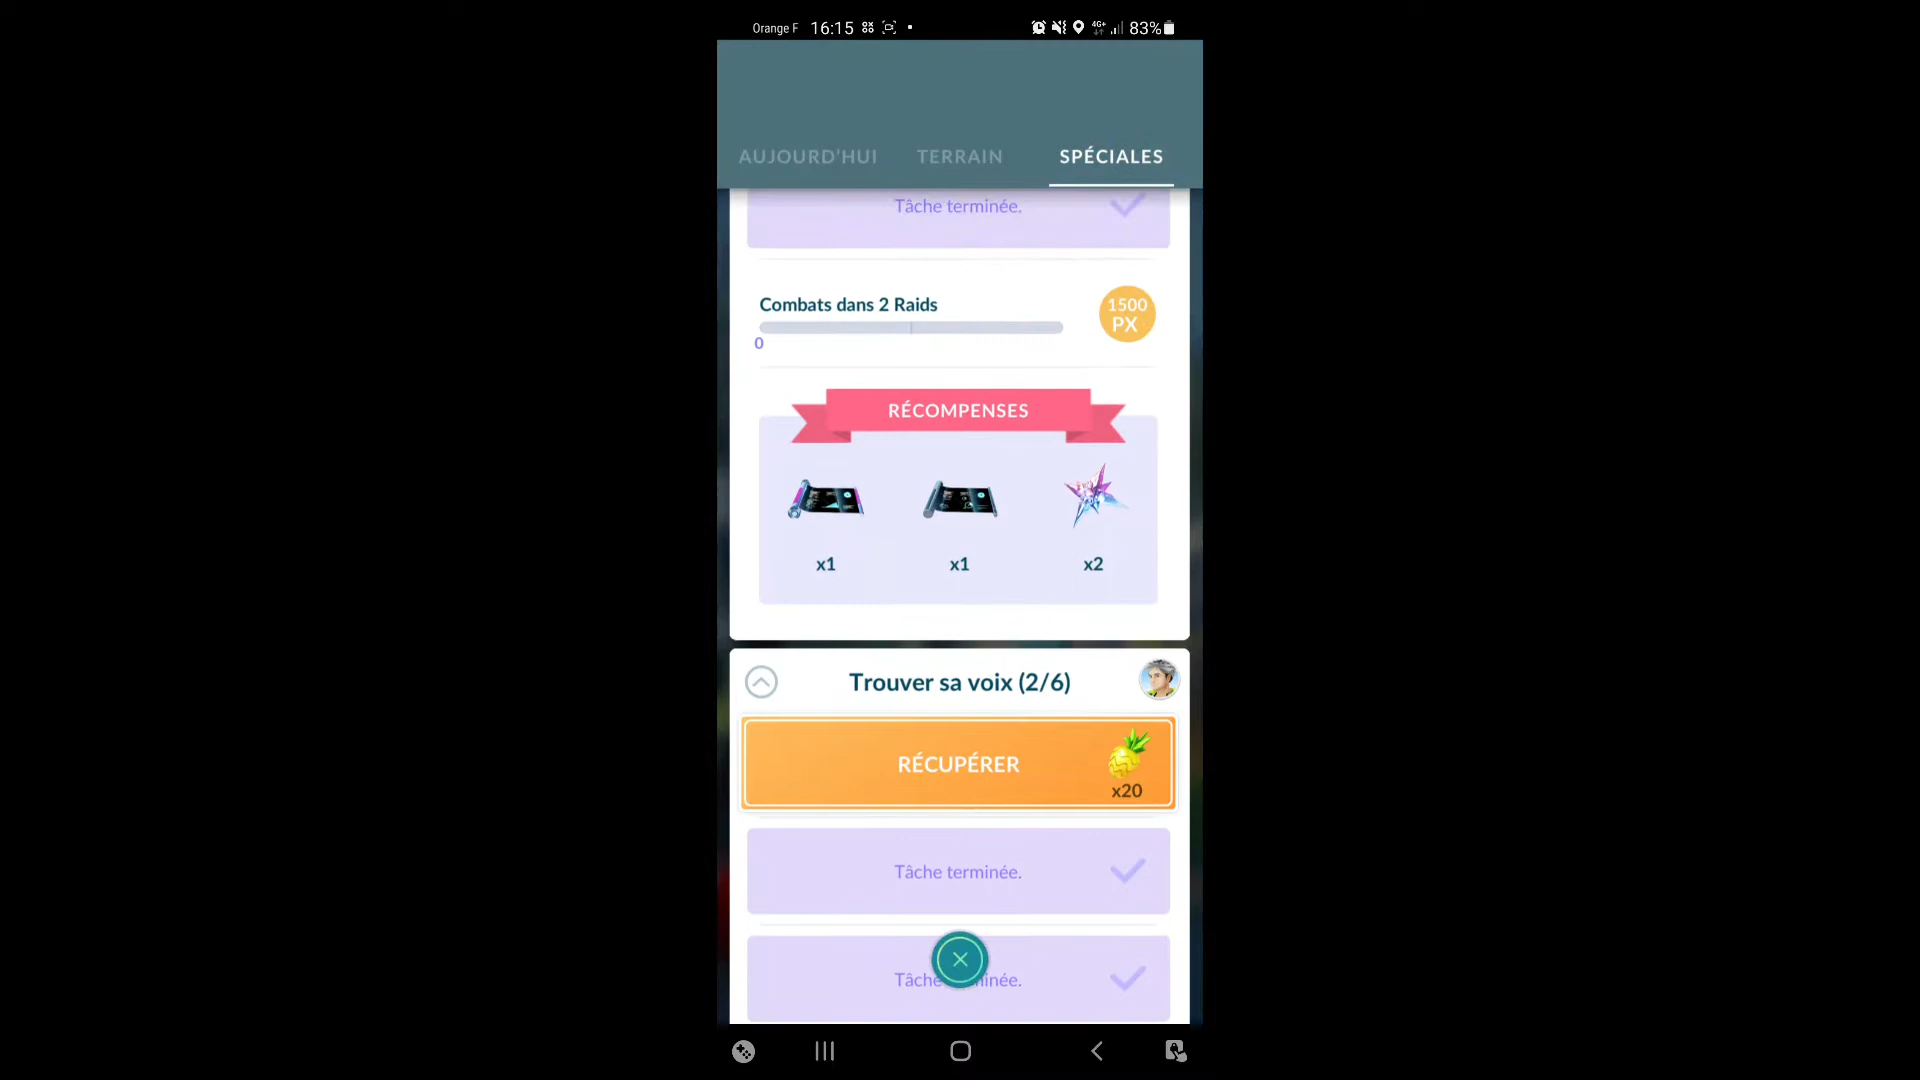 Orange F 16:15 4G+ 83%
AUJOURD'HUI TERRAIN SPÉCIALES
Tâche terminée.
Combats dans 2 Raids
1500
PX
0
RÉCOMPENSES
x1 x1 x2
Trouver sa voix (2/6)
RÉCUPÉRER
x20
Tâche terminée.